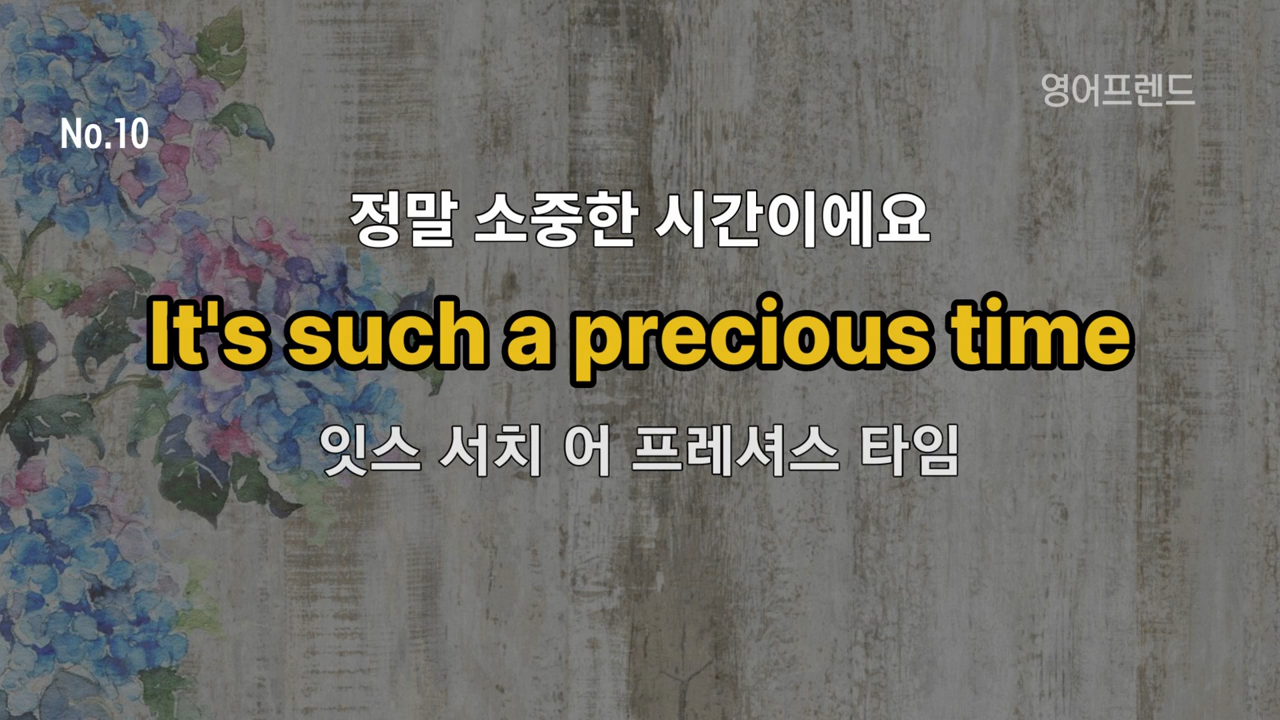 영어프렌드
No.10
정말 소중한 시간이에요
It's such a precious time
잇스 서치 어 프레셔스 타임